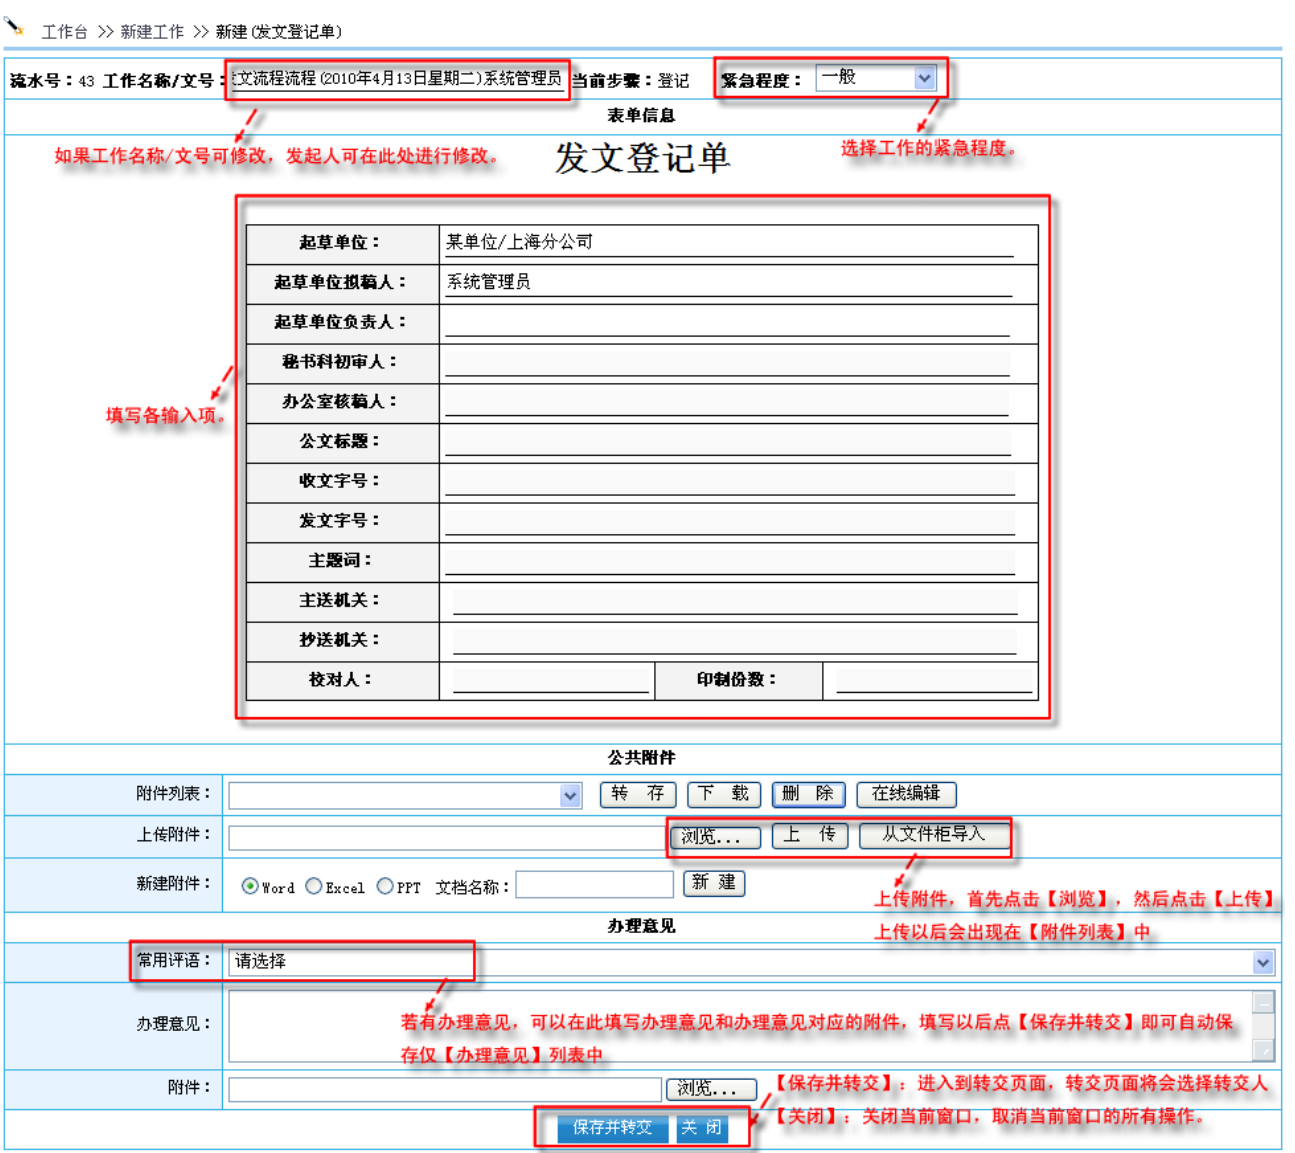 工作台 >> 新建工作 >> 新建(发文登记单)
流水号：43 工作名称/文号：文流程流程(2010年4月13日星期二)系统管理员 当前步骤：登记 紧急程度：一般
表单信息
如果工作名称/文号可修改，发起人可在此处进行修改。
发文登记单
选择工作的紧急程度。
起草单位： 某单位/上海分公司
起草单位拟稿人： 系统管理员
起草单位负责人：
秘书科初审人：
办公室核稿人：
填写各输入项。
公文标题：
收文字号：
发文字号：
主题词：
主送机关：
抄送机关：
校对人： 印制份数：
公共附件
附件列表： 转 存 下 载 删 除 在线编辑
上传附件： 浏览... 上 传 从文件柜导入
新建附件： Word Excel PPT 文档名称： 新 建
上传附件，首先点击【浏览】，然后点击【上传】
上传以后会出现在【附件列表】中
办理意见
常用评语： 请选择
办理意见：
若有办理意见，可以在此填写办理意见和办理意见对应的附件，填写以后点【保存并转交】即可自动保
存仅【办理意见】列表中
附件： 浏览...
【保存并转交】：进入到转交页面，转交页面将会选择转交人
【关闭】：关闭当前窗口，取消当前窗口的所有操作。
保存并转交 关 闭